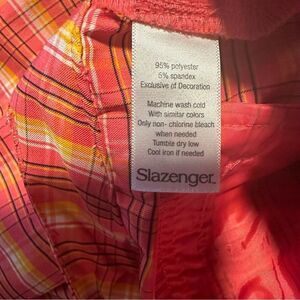 95% polyester
5% spandex
Exclusive of Decoration
Machine wash cold
With similar colors
Only non- chlorine bleach
when needed
Tumble dry low
Cool iron if needed
Slazenger